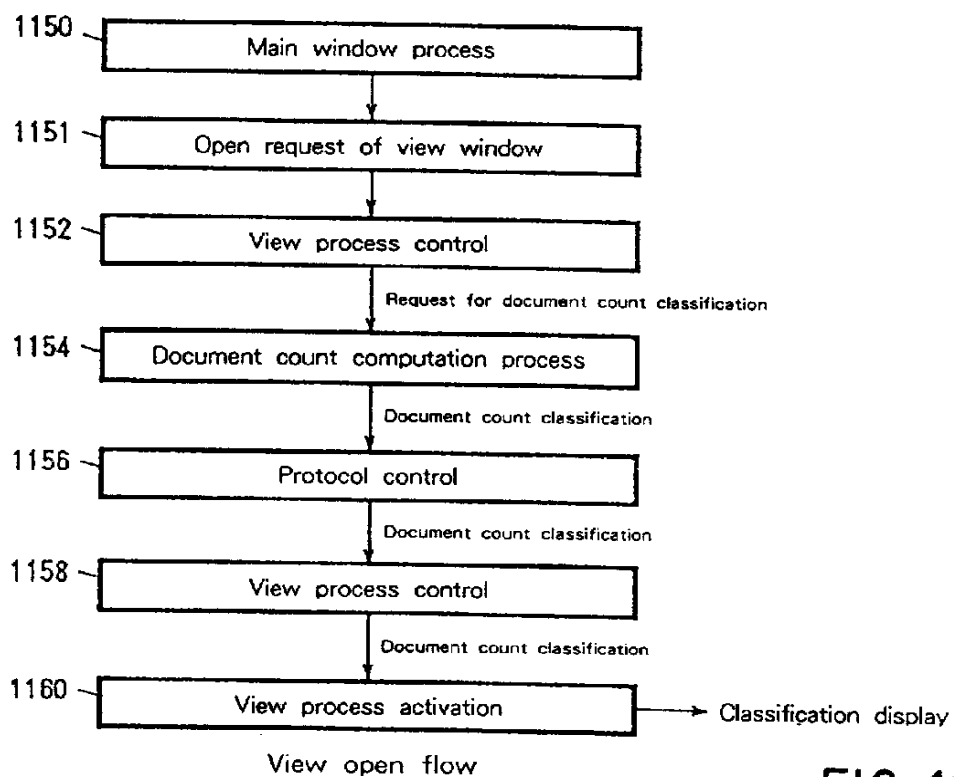 1150
Main window process
1151
Open request of view window
1152
View process control
Request for document count classification
1154
Document count computation process
Document count classification
1156
Protocol control
Document count classification
1158
View process control
Document count classification
1160
View process activation
Classification display
View open flow